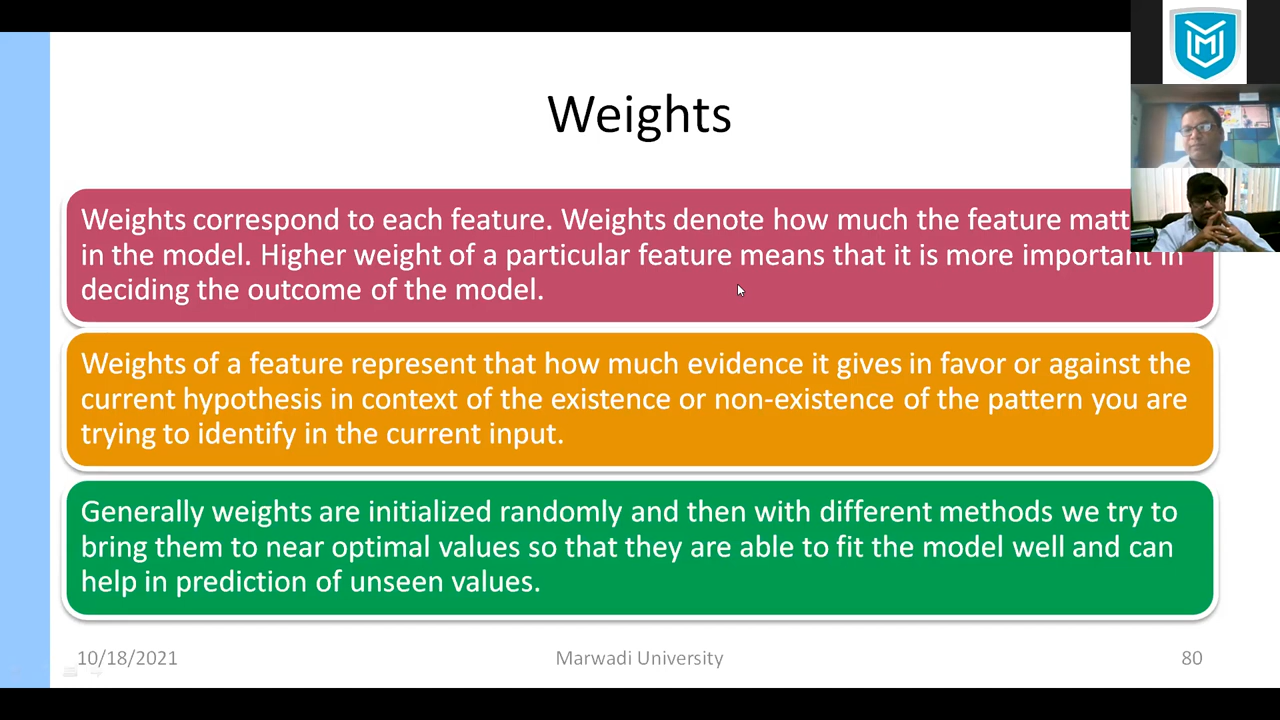 Weights
Weights correspond to each feature. Weights denote how much the feature matt
in the model. Higher weight of a particular feature means that it is more important in
deciding the outcome of the model.
Weights of a feature represent that how much evidence it gives in favor or against the
current hypothesis in context of the existence or non-existence of the pattern you are
trying to identify in the current input.
Generally weights are initialized randomly and then with different methods we try to
bring them to near optimal values so that they are able to fit the model well and can
help in prediction of unseen values.
10/18/2021
Marwadi University
80